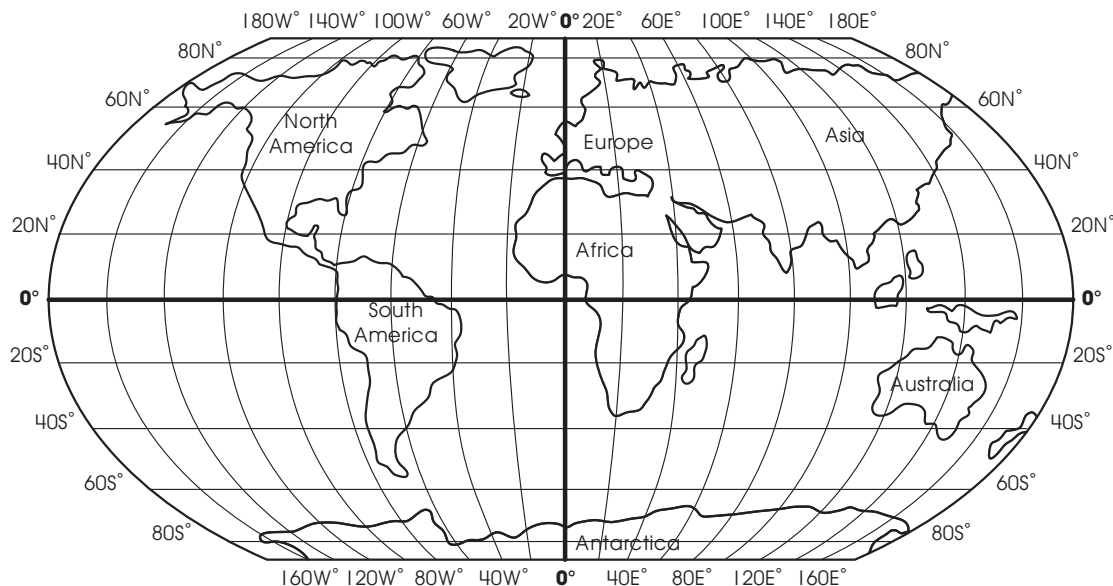 180W° 140W° 100W° 60W° 20W° 0° 20E° 60E° 100E° 140E° 180E°
80N° 80N°
60N° 60N°
North
America
Europe
Asia
40N° 40N°
20N° 20N°
Africa
0° 0°
South
America
20S° 20S°
Australia
40S° 40S°
60S° 60S°
80S° 80S°
Antarctica
160W° 120W° 80W° 40W° 0° 40E° 80E° 120E° 160E°